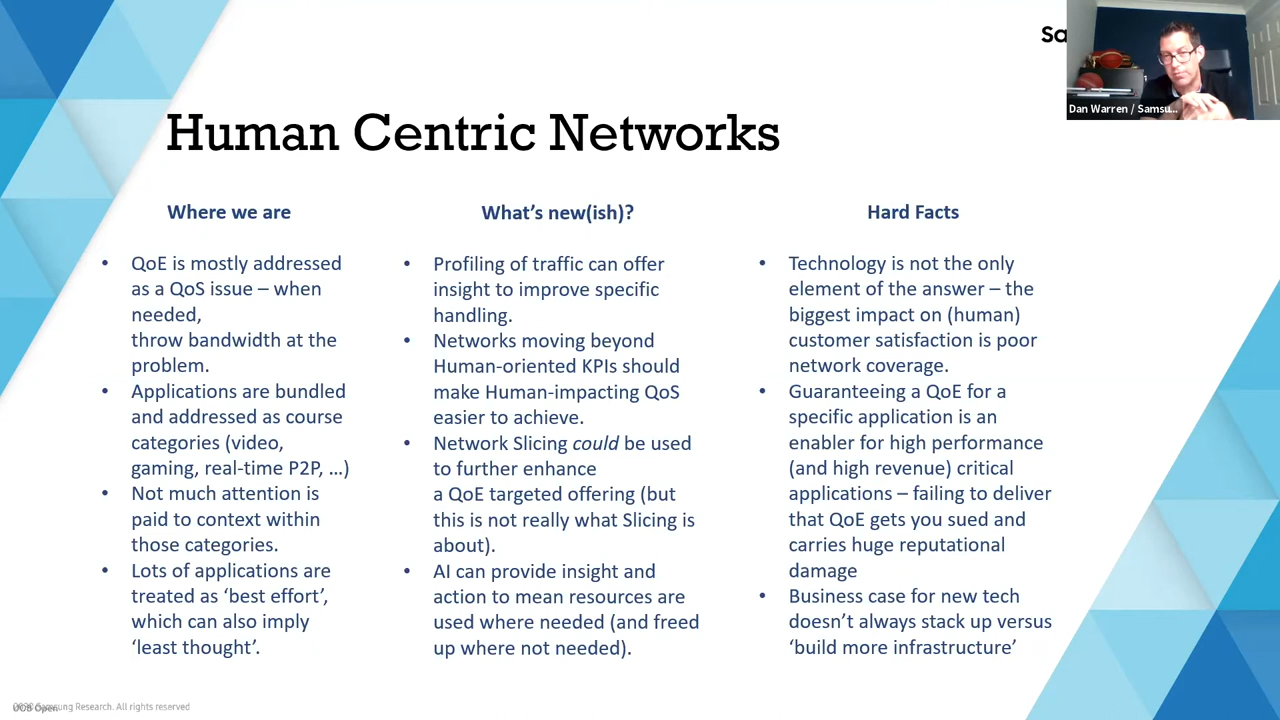 Sa
Dan Warren / Samsu...
Human Centric Networks
Where we are
QoE is mostly addressed
as a QoS issue – when
needed,
throw bandwidth at the
problem.
Applications are bundled
and addressed as course
categories (video,
gaming, real-time P2P, …)
Not much attention is
paid to context within
those categories.
Lots of applications are
treated as ‘best effort’,
which can also imply
‘least thought’.
What’s new(ish)?
Profiling of traffic can offer
insight to improve specific
handling.
Networks moving beyond
Human-oriented KPIs should
make Human-impacting QoS
easier to achieve.
Network Slicing could be used
to further enhance
a QoE targeted offering (but
this is not really what Slicing is
about).
AI can provide insight and
action to mean resources are
used where needed (and freed
up where not needed).
Hard Facts
Technology is not the only
element of the answer – the
biggest impact on (human)
customer satisfaction is poor
network coverage.
Guaranteeing a QoE for a
specific application is an
enabler for high performance
(and high revenue) critical
applications – failing to deliver
that QoE gets you sued and
carries huge reputational
damage
Business case for new tech
doesn’t always stack up versus
‘build more infrastructure’
Samsung Research. All rights reserved
Open